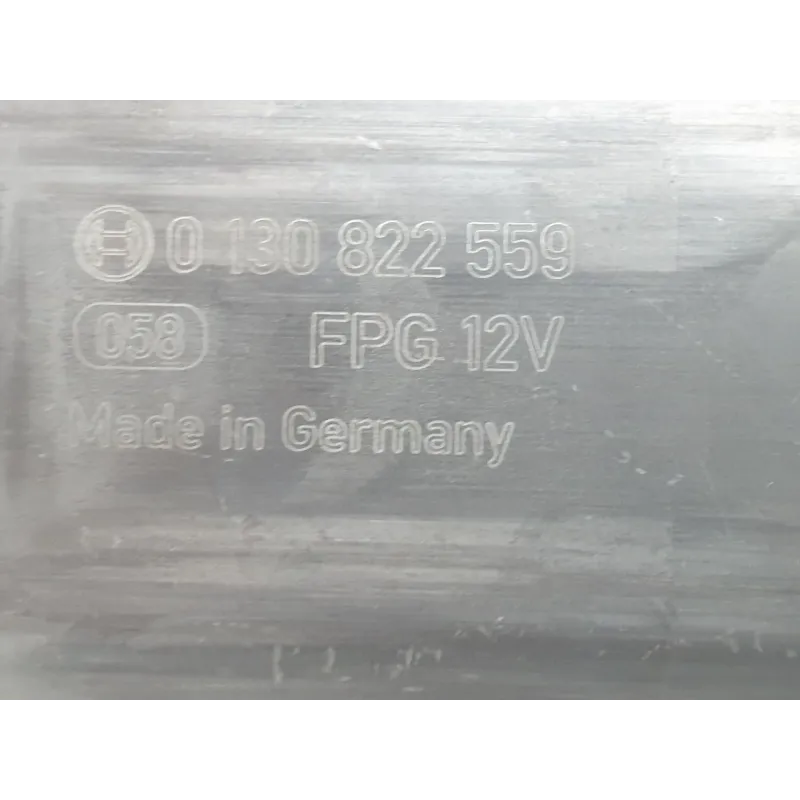 0 130 822 559
058 FPG 12V
Made in Germany